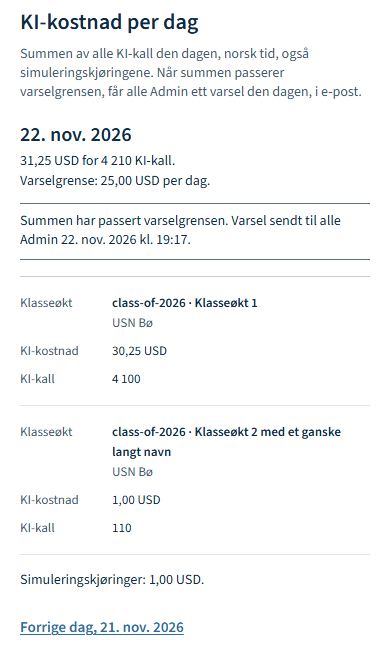 KI-kostnad per dag
Summen av alle KI-kall den dagen, norsk tid, også
simuleringskjøringene. Når summen passerer
varselgrensen, får alle Admin ett varsel den dagen, i e-post.
22. nov. 2026
31,25 USD for 4 210 KI-kall.
Varselgrense: 25,00 USD per dag.
Summen har passert varselgrensen. Varsel sendt til alle
Admin 22. nov. 2026 kl. 19:17.
Klasseøkt class-of-2026 · Klasseøkt 1
USN Bø
KI-kostnad 30,25 USD
KI-kall 4 100
Klasseøkt class-of-2026 · Klasseøkt 2 med et ganske
langt navn
USN Bø
KI-kostnad 1,00 USD
KI-kall 110
Simuleringskjøringer: 1,00 USD.
Forrige dag, 21. nov. 2026